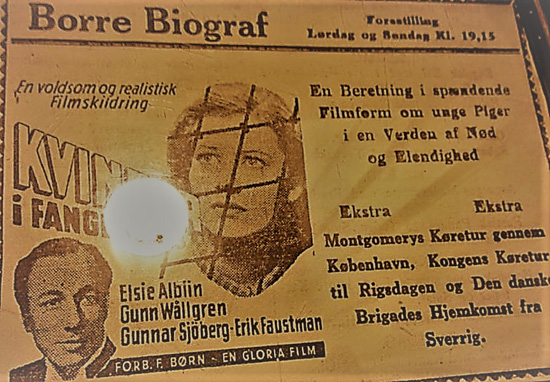 Borre Biograf
Forestilling
Lørdag og Søndag Kl. 19,15
En voldsom og realistisk
Filmskildring
i
En Beretning i spændende
Filmform om unge Piger
i en Verden af Nød
og Elendighed
Elsie Albiin
Gunn Wållgren
Gunnar Sjöberg-Erik Faustman
FORB. F. BØRN - EN GLORIA FILM
Ekstra Ekstra
Montgomerys Køretur gennem
København, Kongens Køretur
til Rigsdagen og Den danske
Brigades Hjemkomst fra
Sverrig.